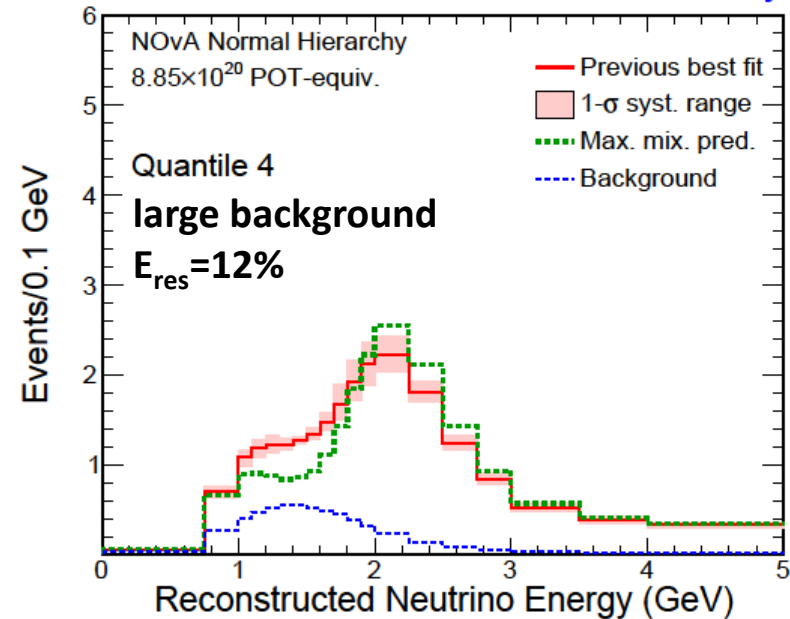 NOvA Normal Hierarchy
8.85×10²⁰ POT-equiv.
Quantile 4
large background
E_res=12%
Previous best fit
1-σ syst. range
Max. mix. pred.
Background
Events/0.1 GeV
6
5
4
3
2
1
0 1 2 3 4 5
Reconstructed Neutrino Energy (GeV)